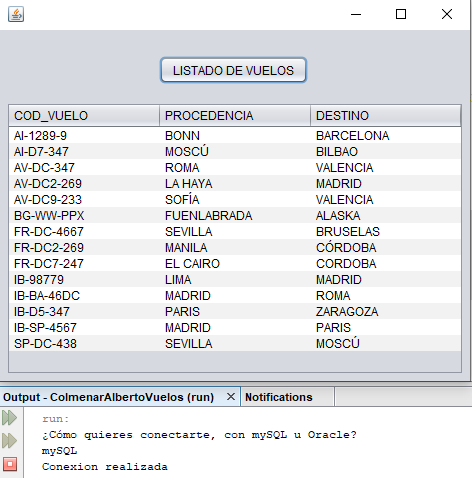 LISTADO DE VUELOS
COD_VUELO PROCEDENCIA DESTINO
AI-1289-9 BONN BARCELONA
AI-D7-347 MOSCÚ BILBAO
AV-DC-347 ROMA VALENCIA
AV-DC2-269 LA HAYA MADRID
AV-DC9-233 SOFÍA VALENCIA
BG-WW-PPX FUENLABRADA ALASKA
FR-DC-4667 SEVILLA BRUSELAS
FR-DC2-269 MANILA CÓRDOBA
FR-DC7-247 EL CAIRO CORDOBA
IB-98779 LIMA MADRID
IB-BA-46DC MADRID ROMA
IB-D5-347 PARIS ZARAGOZA
IB-SP-4567 MADRID PARIS
SP-DC-438 SEVILLA MOSCÚ
Output - ColmenarAlbertoVuelos (run) × Notifications
run:
¿Cómo quieres conectarte, con mySQL u Oracle?
mySQL
Conexion realizada